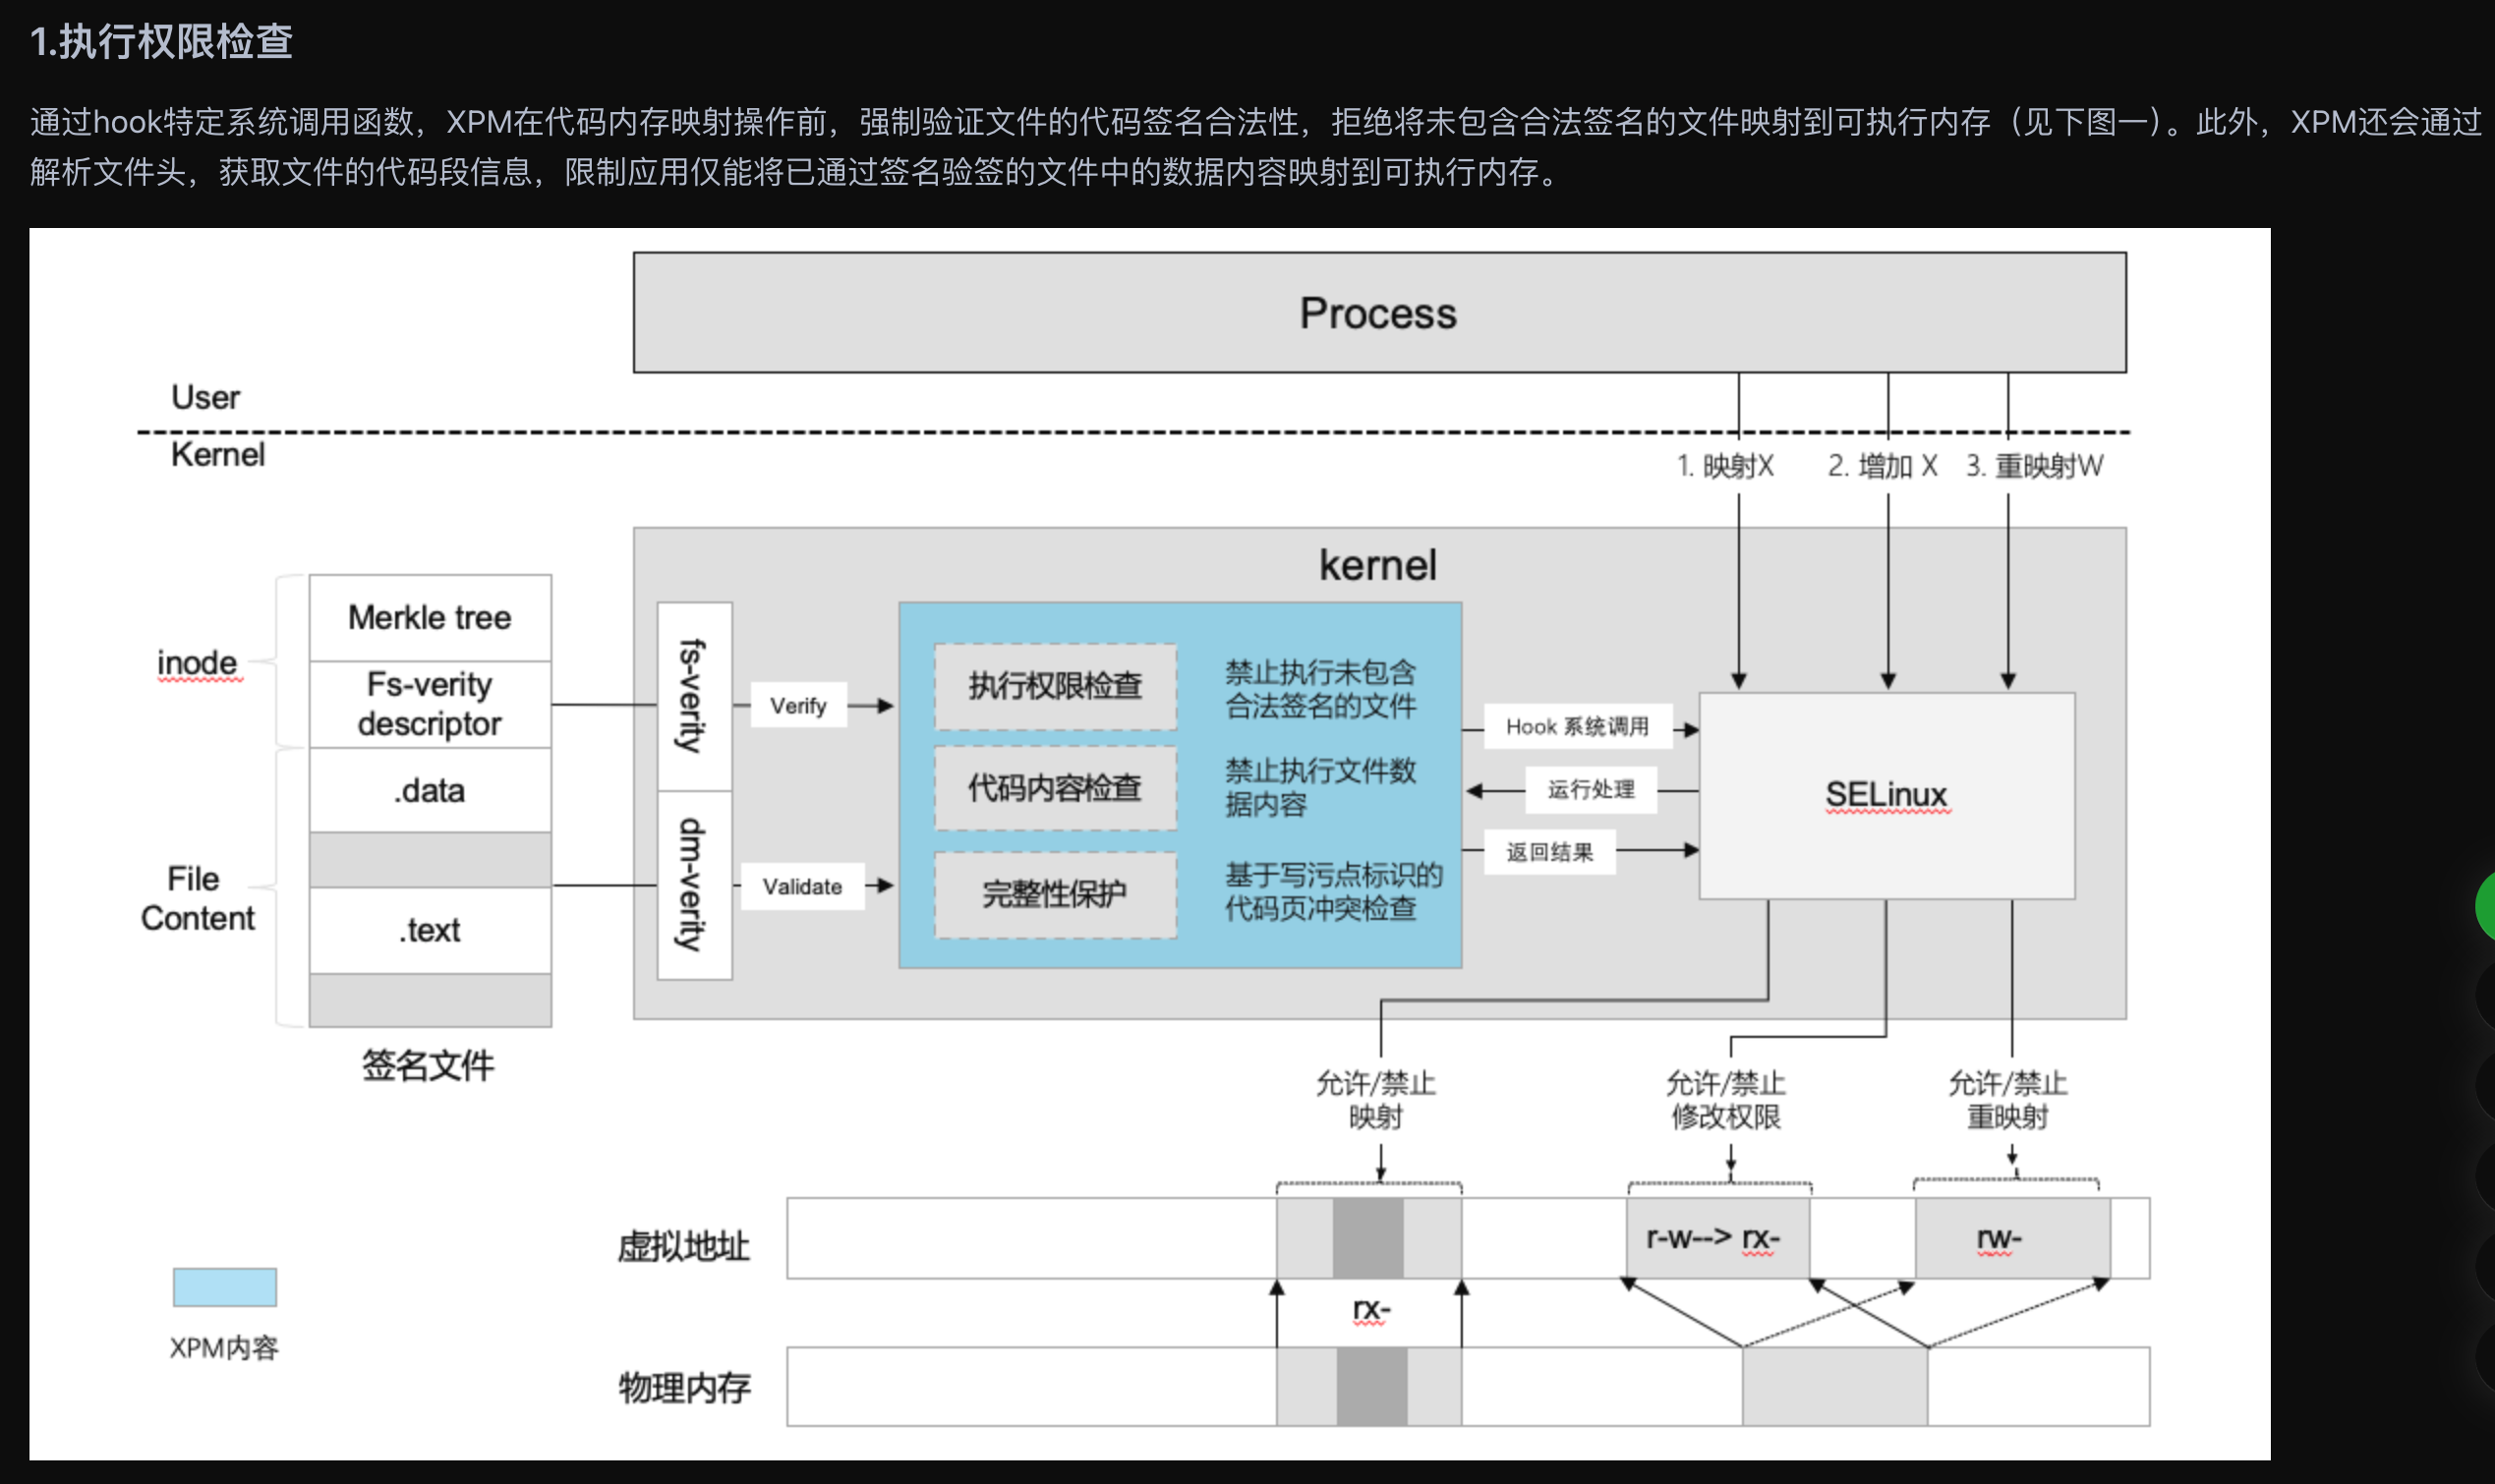 1.执行权限检查
通过hook特定系统调用函数，XPM在代码内存映射操作前，强制验证文件的代码签名合法性，拒绝将未包含合法签名的文件映射到可执行内存（见下图一）。此外，XPM还会通过
解析文件头，获取文件的代码段信息，限制应用仅能将已通过签名验签的文件中的数据内容映射到可执行内存。
Process
User
Kernel
1. 映射X
2. 增加 X
3. 重映射W
kernel
inode
Merkle tree
Fs-verity
descriptor
.data
File
Content
.text
签名文件
fs-verity
dm-verity
Verify
Validate
执行权限检查
禁止执行未包含
合法签名的文件
代码内容检查
禁止执行文件数
据内容
完整性保护
基于写污点标识的
代码页冲突检查
Hook 系统调用
运行处理
返回结果
SELinux
允许/禁止
映射
允许/禁止
修改权限
允许/禁止
重映射
虚拟地址
r-w--> rx-
rw-
rx-
XPM内容
物理内存